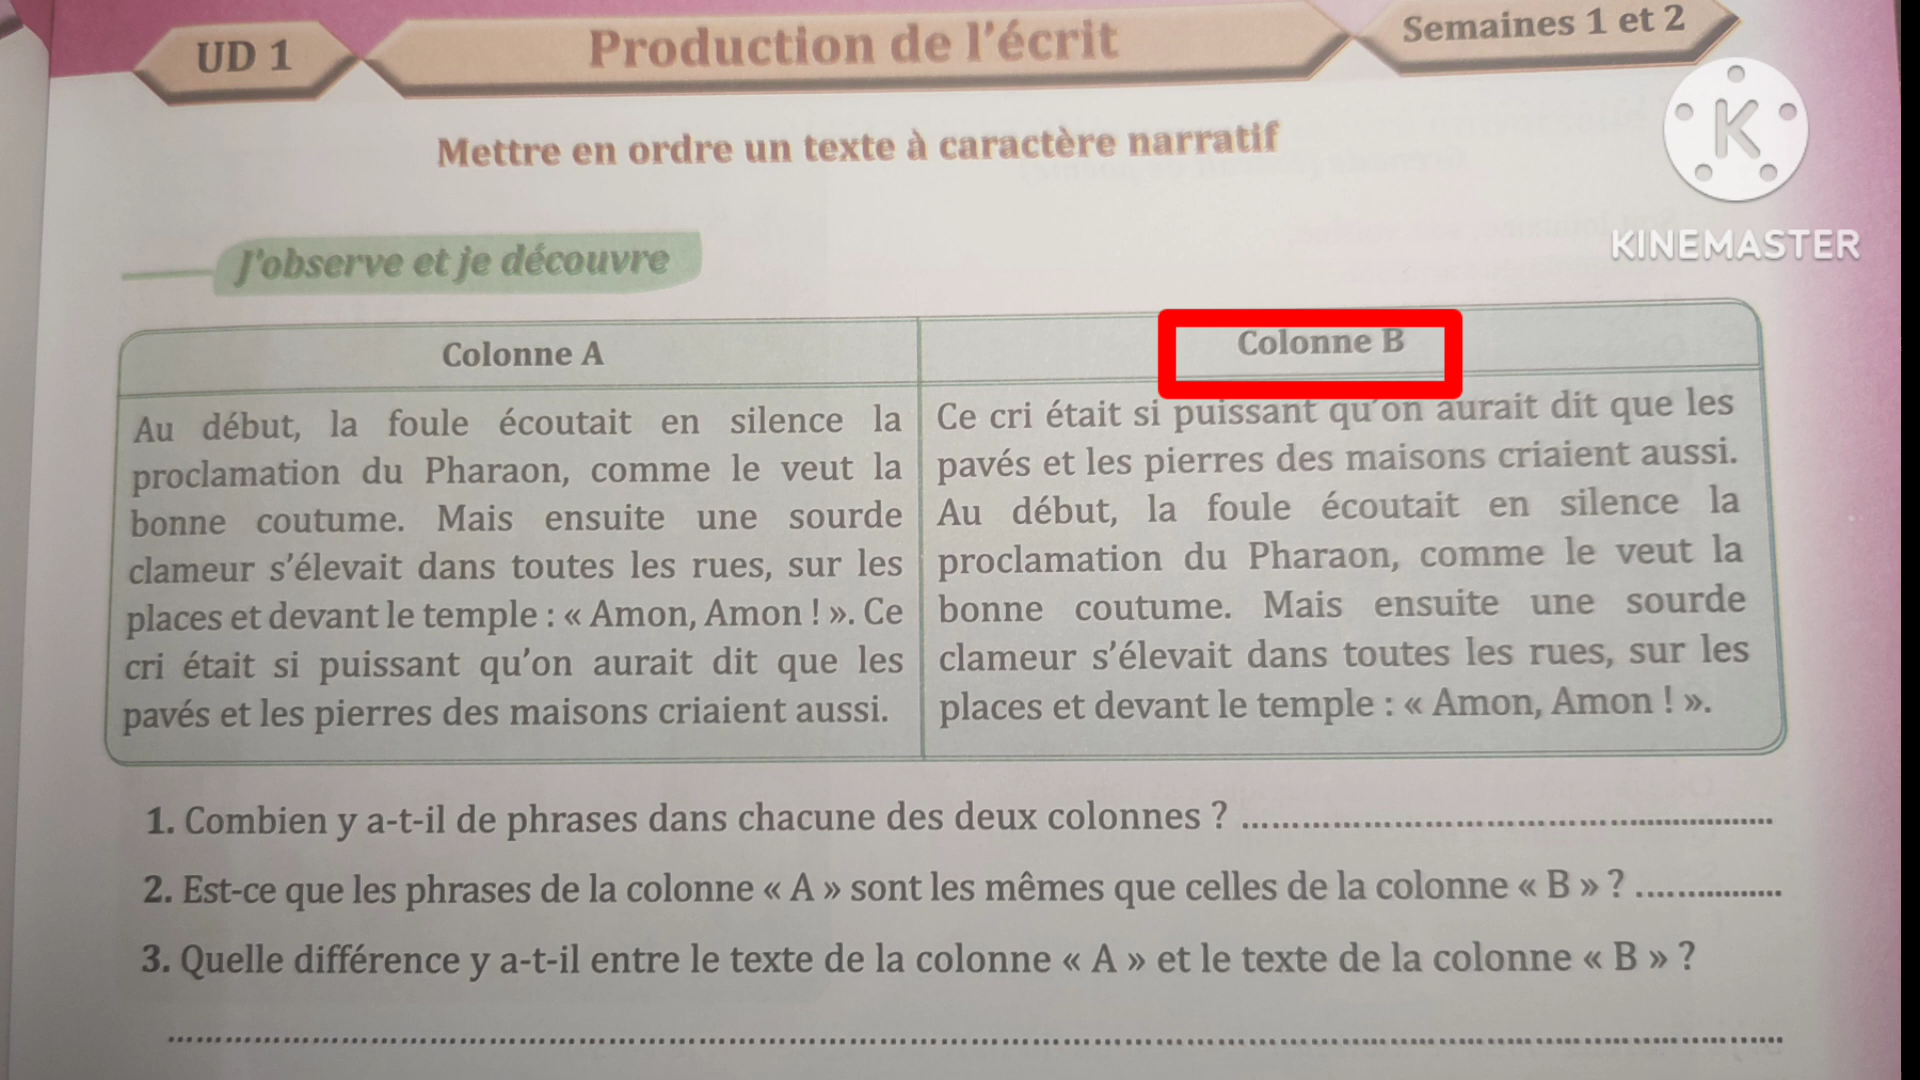 UD 1
Production de l'écrit
Semaines 1 et 2
Mettre en ordre un texte à caractère narratif
K
KINEMASTER
J'observe et je découvre
Colonne A
Au début, la foule écoutait en silence la
proclamation du Pharaon, comme le veut la
bonne coutume. Mais ensuite une sourde
clameur s'élevait dans toutes les rues, sur les
places et devant le temple : « Amon, Amon ! ». Ce
cri était si puissant qu'on aurait dit que les
pavés et les pierres des maisons criaient aussi.
Colonne B
Ce cri était si puissant qu'on aurait dit que les
pavés et les pierres des maisons criaient aussi.
Au début, la foule écoutait en silence la
proclamation du Pharaon, comme le veut la
bonne coutume. Mais ensuite une sourde
clameur s'élevait dans toutes les rues, sur les
places et devant le temple : « Amon, Amon ! ».
1. Combien y a-t-il de phrases dans chacune des deux colonnes ?
2. Est-ce que les phrases de la colonne « A » sont les mêmes que celles de la colonne « B » ?
3. Quelle différence y a-t-il entre le texte de la colonne « A » et le texte de la colonne « B » ?